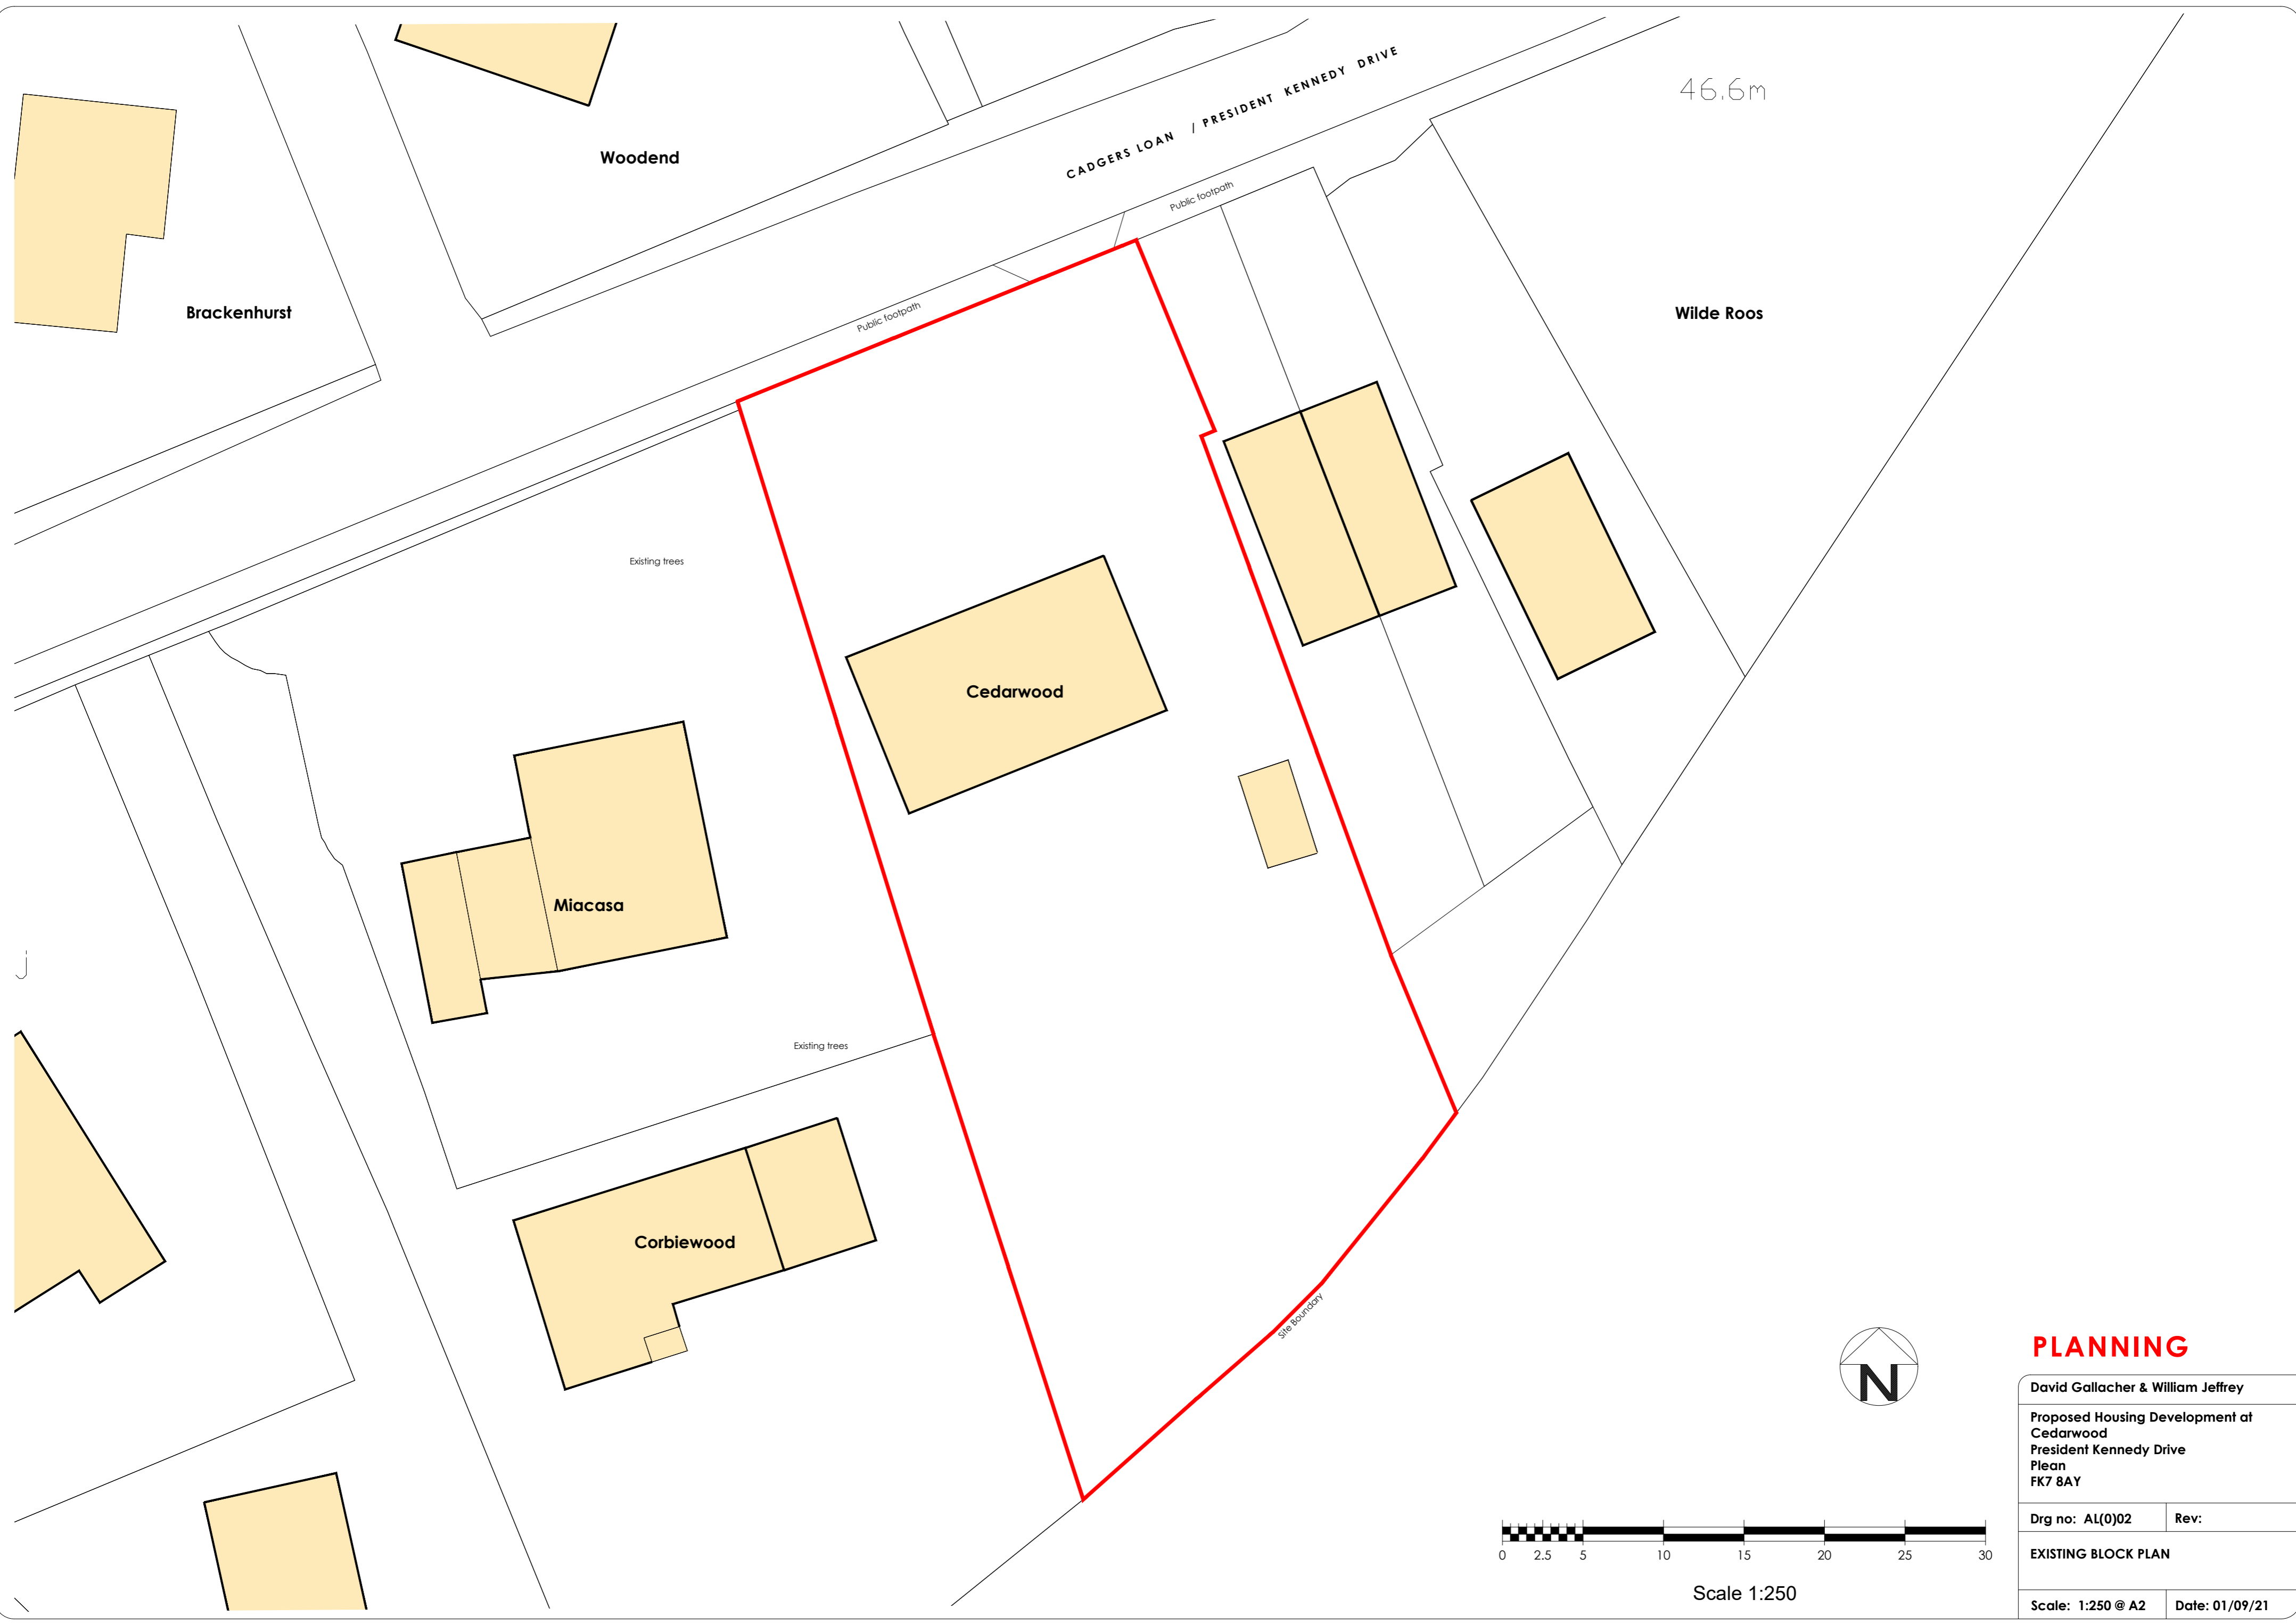 46.6m
CADGERS LOAN / PRESIDENT KENNEDY DRIVE
Woodend
Public footpath
Brackenhurst
Public footpath
Wilde Roos
Existing trees
Cedarwood
Miacasa
Existing trees
Corbiewood
Site Boundary
N
PLANNING
David Gallacher & William Jeffrey
Proposed Housing Development at
Cedarwood
President Kennedy Drive
Plean
FK7 8AY
Drg no: AL(0)02
Rev:
EXISTING BLOCK PLAN
Scale: 1:250 @ A2
Date: 01/09/21
0 2.5 5 10 15 20 25 30
Scale 1:250